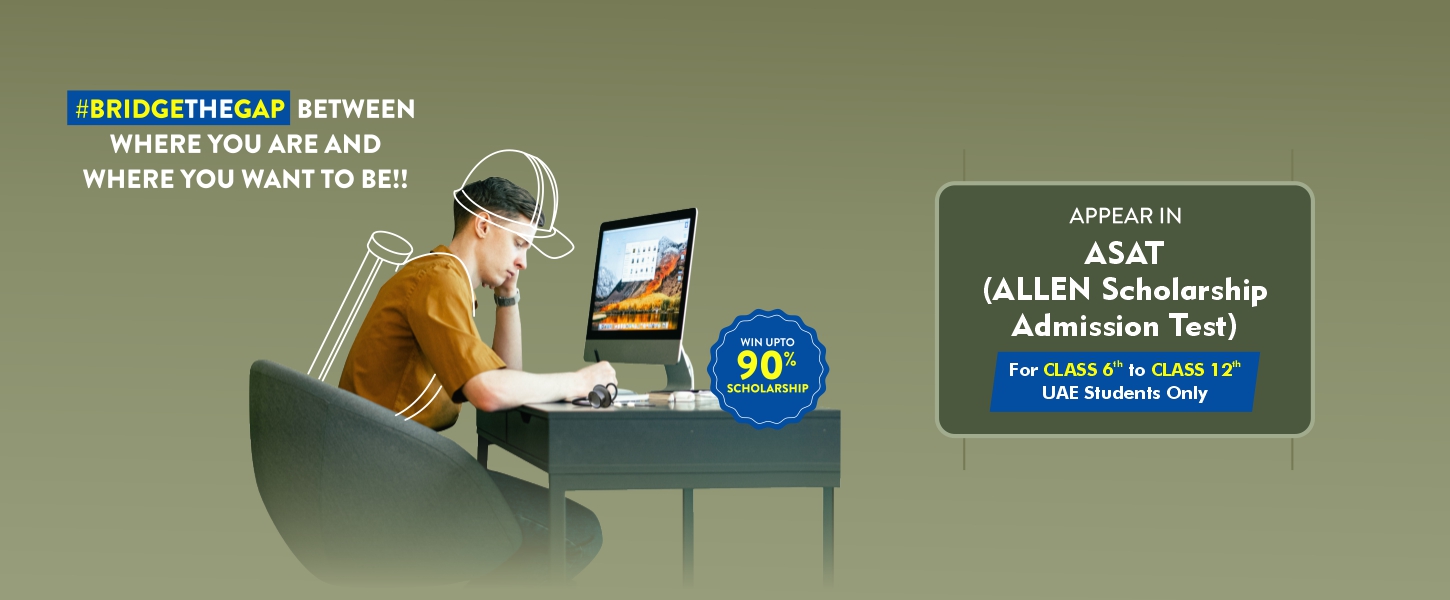 #BRIDGETHEGAP BETWEEN
WHERE YOU ARE AND
WHERE YOU WANT TO BE!!
WIN UPTO
90%
SCHOLARSHIP
APPEAR IN
ASAT
(ALLEN Scholarship
Admission Test)
For CLASS 6th to CLASS 12th
UAE Students Only